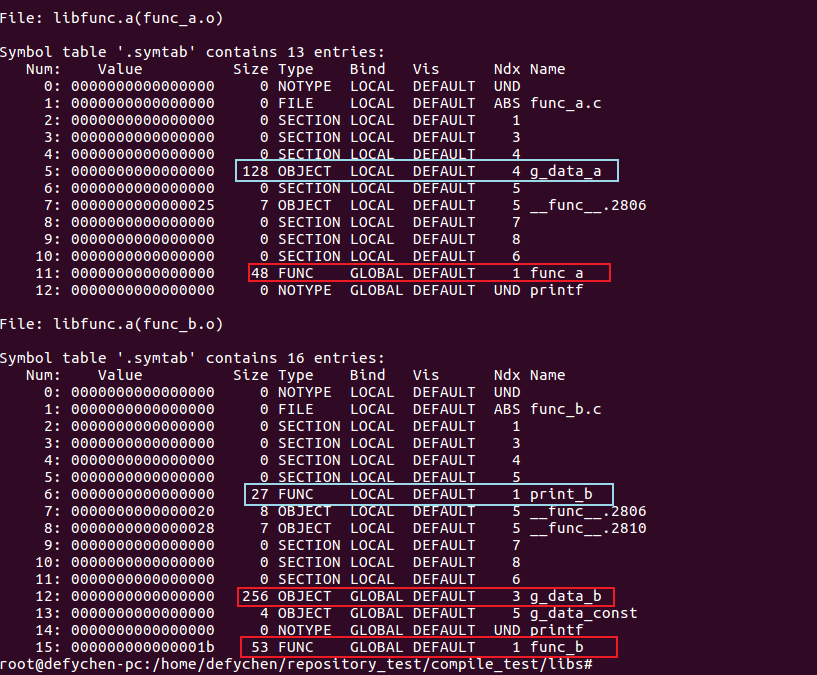 File: libfunc.a(func_a.o)
Symbol table '.symtab' contains 13 entries:
   Num:    Value          Size Type    Bind   Vis      Ndx Name
     0: 0000000000000000     0 NOTYPE  LOCAL  DEFAULT  UND
     1: 0000000000000000     0 FILE    LOCAL  DEFAULT  ABS func_a.c
     2: 0000000000000000     0 SECTION LOCAL  DEFAULT    1
     3: 0000000000000000     0 SECTION LOCAL  DEFAULT    3
     4: 0000000000000000     0 SECTION LOCAL  DEFAULT    4
     5: 0000000000000000   128 OBJECT  LOCAL  DEFAULT    4 g_data_a
     6: 0000000000000000     0 SECTION LOCAL  DEFAULT    5
     7: 0000000000000025     7 OBJECT  LOCAL  DEFAULT    5 __func__.2806
     8: 0000000000000000     0 SECTION LOCAL  DEFAULT    7
     9: 0000000000000000     0 SECTION LOCAL  DEFAULT    8
    10: 0000000000000000     0 SECTION LOCAL  DEFAULT    6
    11: 0000000000000000    48 FUNC    GLOBAL DEFAULT    1 func_a
    12: 0000000000000000     0 NOTYPE  GLOBAL DEFAULT  UND printf
File: libfunc.a(func_b.o)
Symbol table '.symtab' contains 16 entries:
   Num:    Value          Size Type    Bind   Vis      Ndx Name
     0: 0000000000000000     0 NOTYPE  LOCAL  DEFAULT  UND
     1: 0000000000000000     0 FILE    LOCAL  DEFAULT  ABS func_b.c
     2: 0000000000000000     0 SECTION LOCAL  DEFAULT    1
     3: 0000000000000000     0 SECTION LOCAL  DEFAULT    3
     4: 0000000000000000     0 SECTION LOCAL  DEFAULT    4
     5: 0000000000000000     0 SECTION LOCAL  DEFAULT    5
     6: 0000000000000000    27 FUNC    LOCAL  DEFAULT    1 print_b
     7: 0000000000000020     8 OBJECT  LOCAL  DEFAULT    5 __func__.2806
     8: 0000000000000028     7 OBJECT  LOCAL  DEFAULT    5 __func__.2810
     9: 0000000000000000     0 SECTION LOCAL  DEFAULT    7
    10: 0000000000000000     0 SECTION LOCAL  DEFAULT    8
    11: 0000000000000000     0 SECTION LOCAL  DEFAULT    6
    12: 0000000000000000   256 OBJECT  GLOBAL DEFAULT    3 g_data_b
    13: 0000000000000000     4 OBJECT  GLOBAL DEFAULT    5 g_data_const
    14: 0000000000000000     0 NOTYPE  GLOBAL DEFAULT  UND printf
    15: 000000000000001b    53 FUNC    GLOBAL DEFAULT    1 func_b
root@defychen-pc:/home/defychen/repository_test/compile_test/libs#